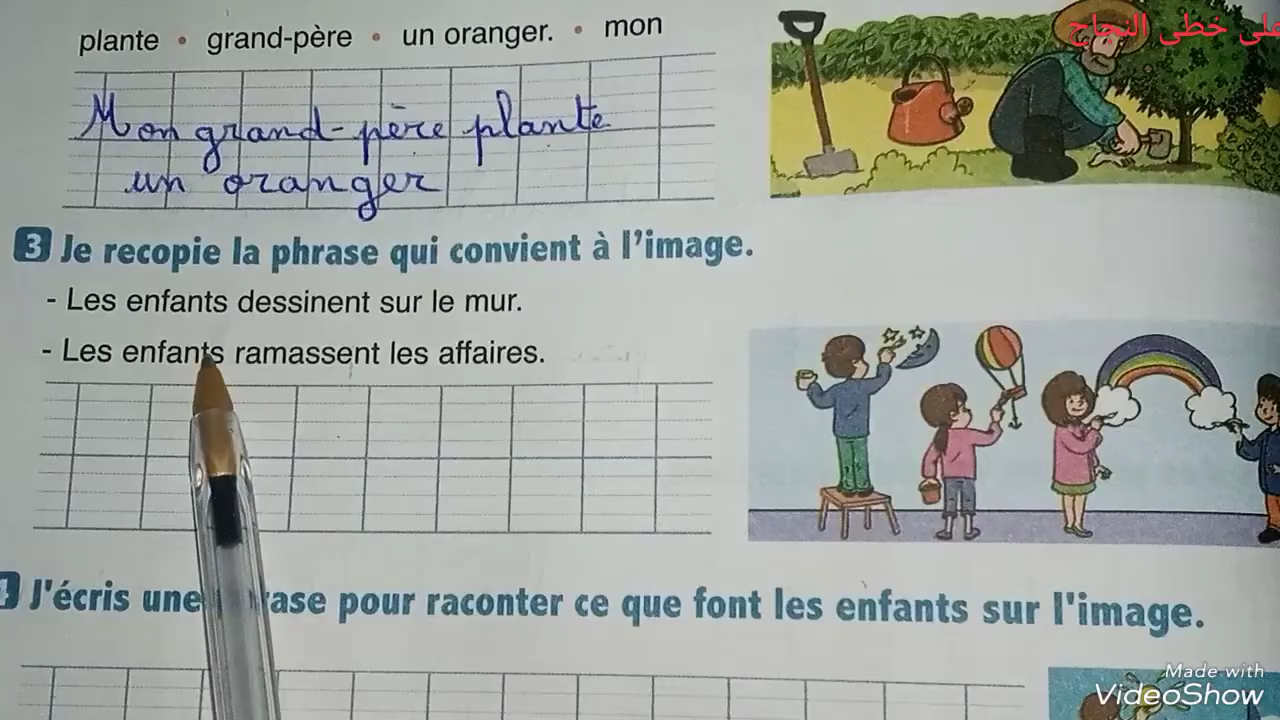 plante • grand-père • un oranger. • mon
على خطى النجاح
Mon grand-père plante
un oranger
3 Je recopie la phrase qui convient à l'image.
- Les enfants dessinent sur le mur.
- Les enfants ramassent les affaires.
J'écris une phrase pour raconter ce que font les enfants sur l'image.
Made with
VideoShow